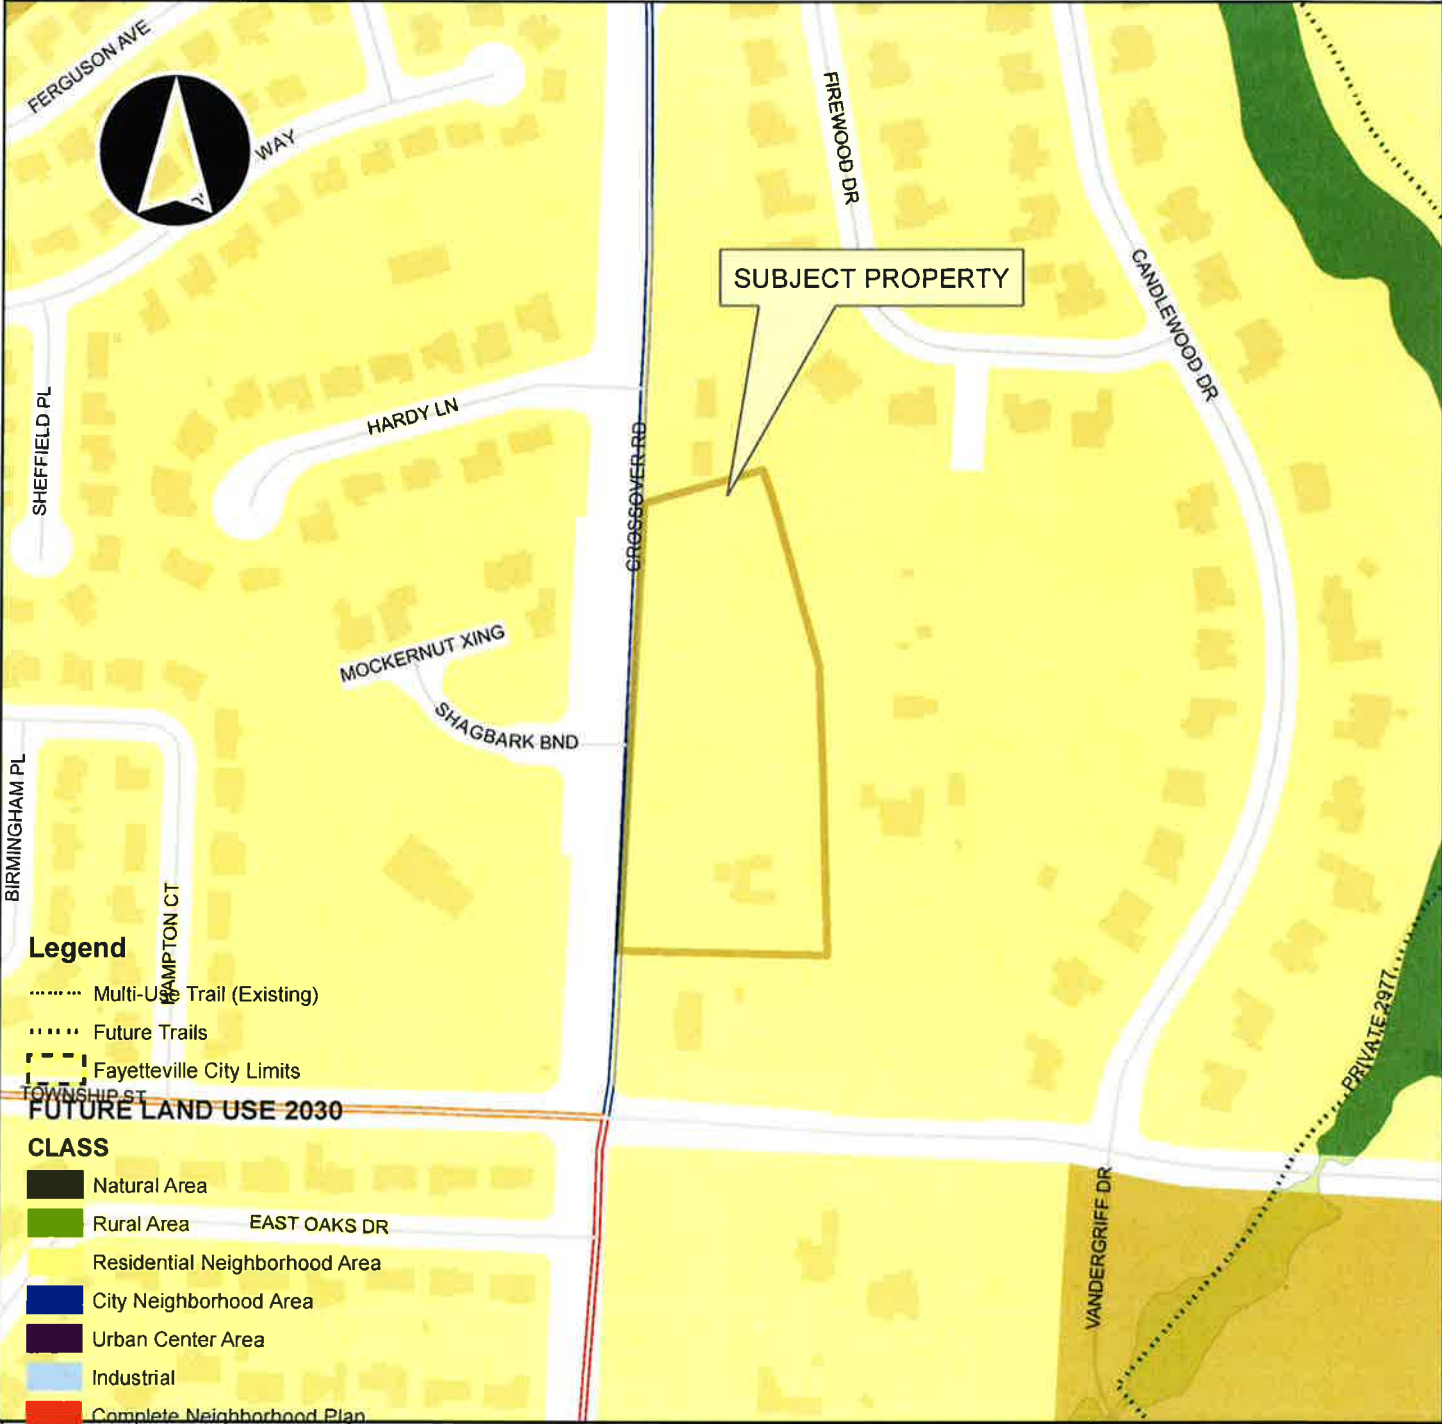 FERGUSON AVE
WAY
FIREWOOD DR
SUBJECT PROPERTY
CANDLEWOOD DR
SHEFFIELD PL
HARDY LN
CROSSOVER RD
MOCKERNUT XING
SHAGBARK BND
BIRMINGHAM PL
HAMPTON CT
Legend
Multi-Use Trail (Existing)
Future Trails
Fayetteville City Limits
TOWNSHIP ST
FUTURE LAND USE 2030
CLASS
Natural Area
Rural Area
EAST OAKS DR
Residential Neighborhood Area
City Neighborhood Area
Urban Center Area
Industrial
Complete Neighborhood Plan
VANDERGRIFF DR
PRIVATE 2977